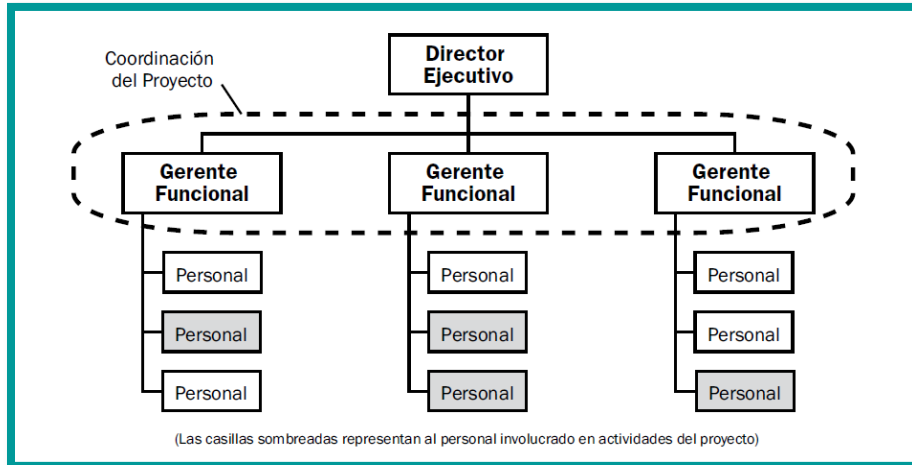 Coordinación
del Proyecto
Director
Ejecutivo
Gerente
Funcional
Gerente
Funcional
Gerente
Funcional
Personal
Personal
Personal
Personal
Personal
Personal
Personal
Personal
Personal
(Las casillas sombreadas representan al personal involucrado en actividades del proyecto)